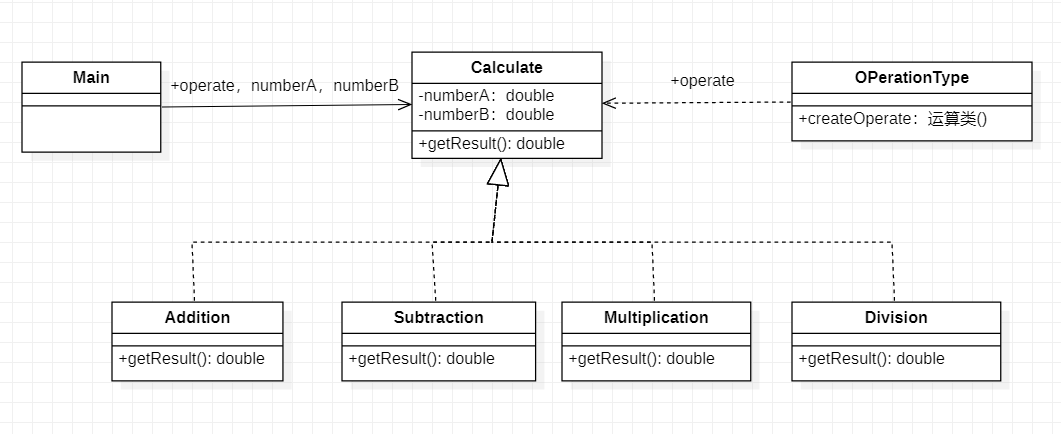 Main
+operate，numberA，numberB
Calculate
-numberA：double
-numberB：double
+getResult(): double
+operate
OPerationType
+createOperate：运算类()
Addition
+getResult(): double
Subtraction
+getResult(): double
Multiplication
+getResult(): double
Division
+getResult(): double